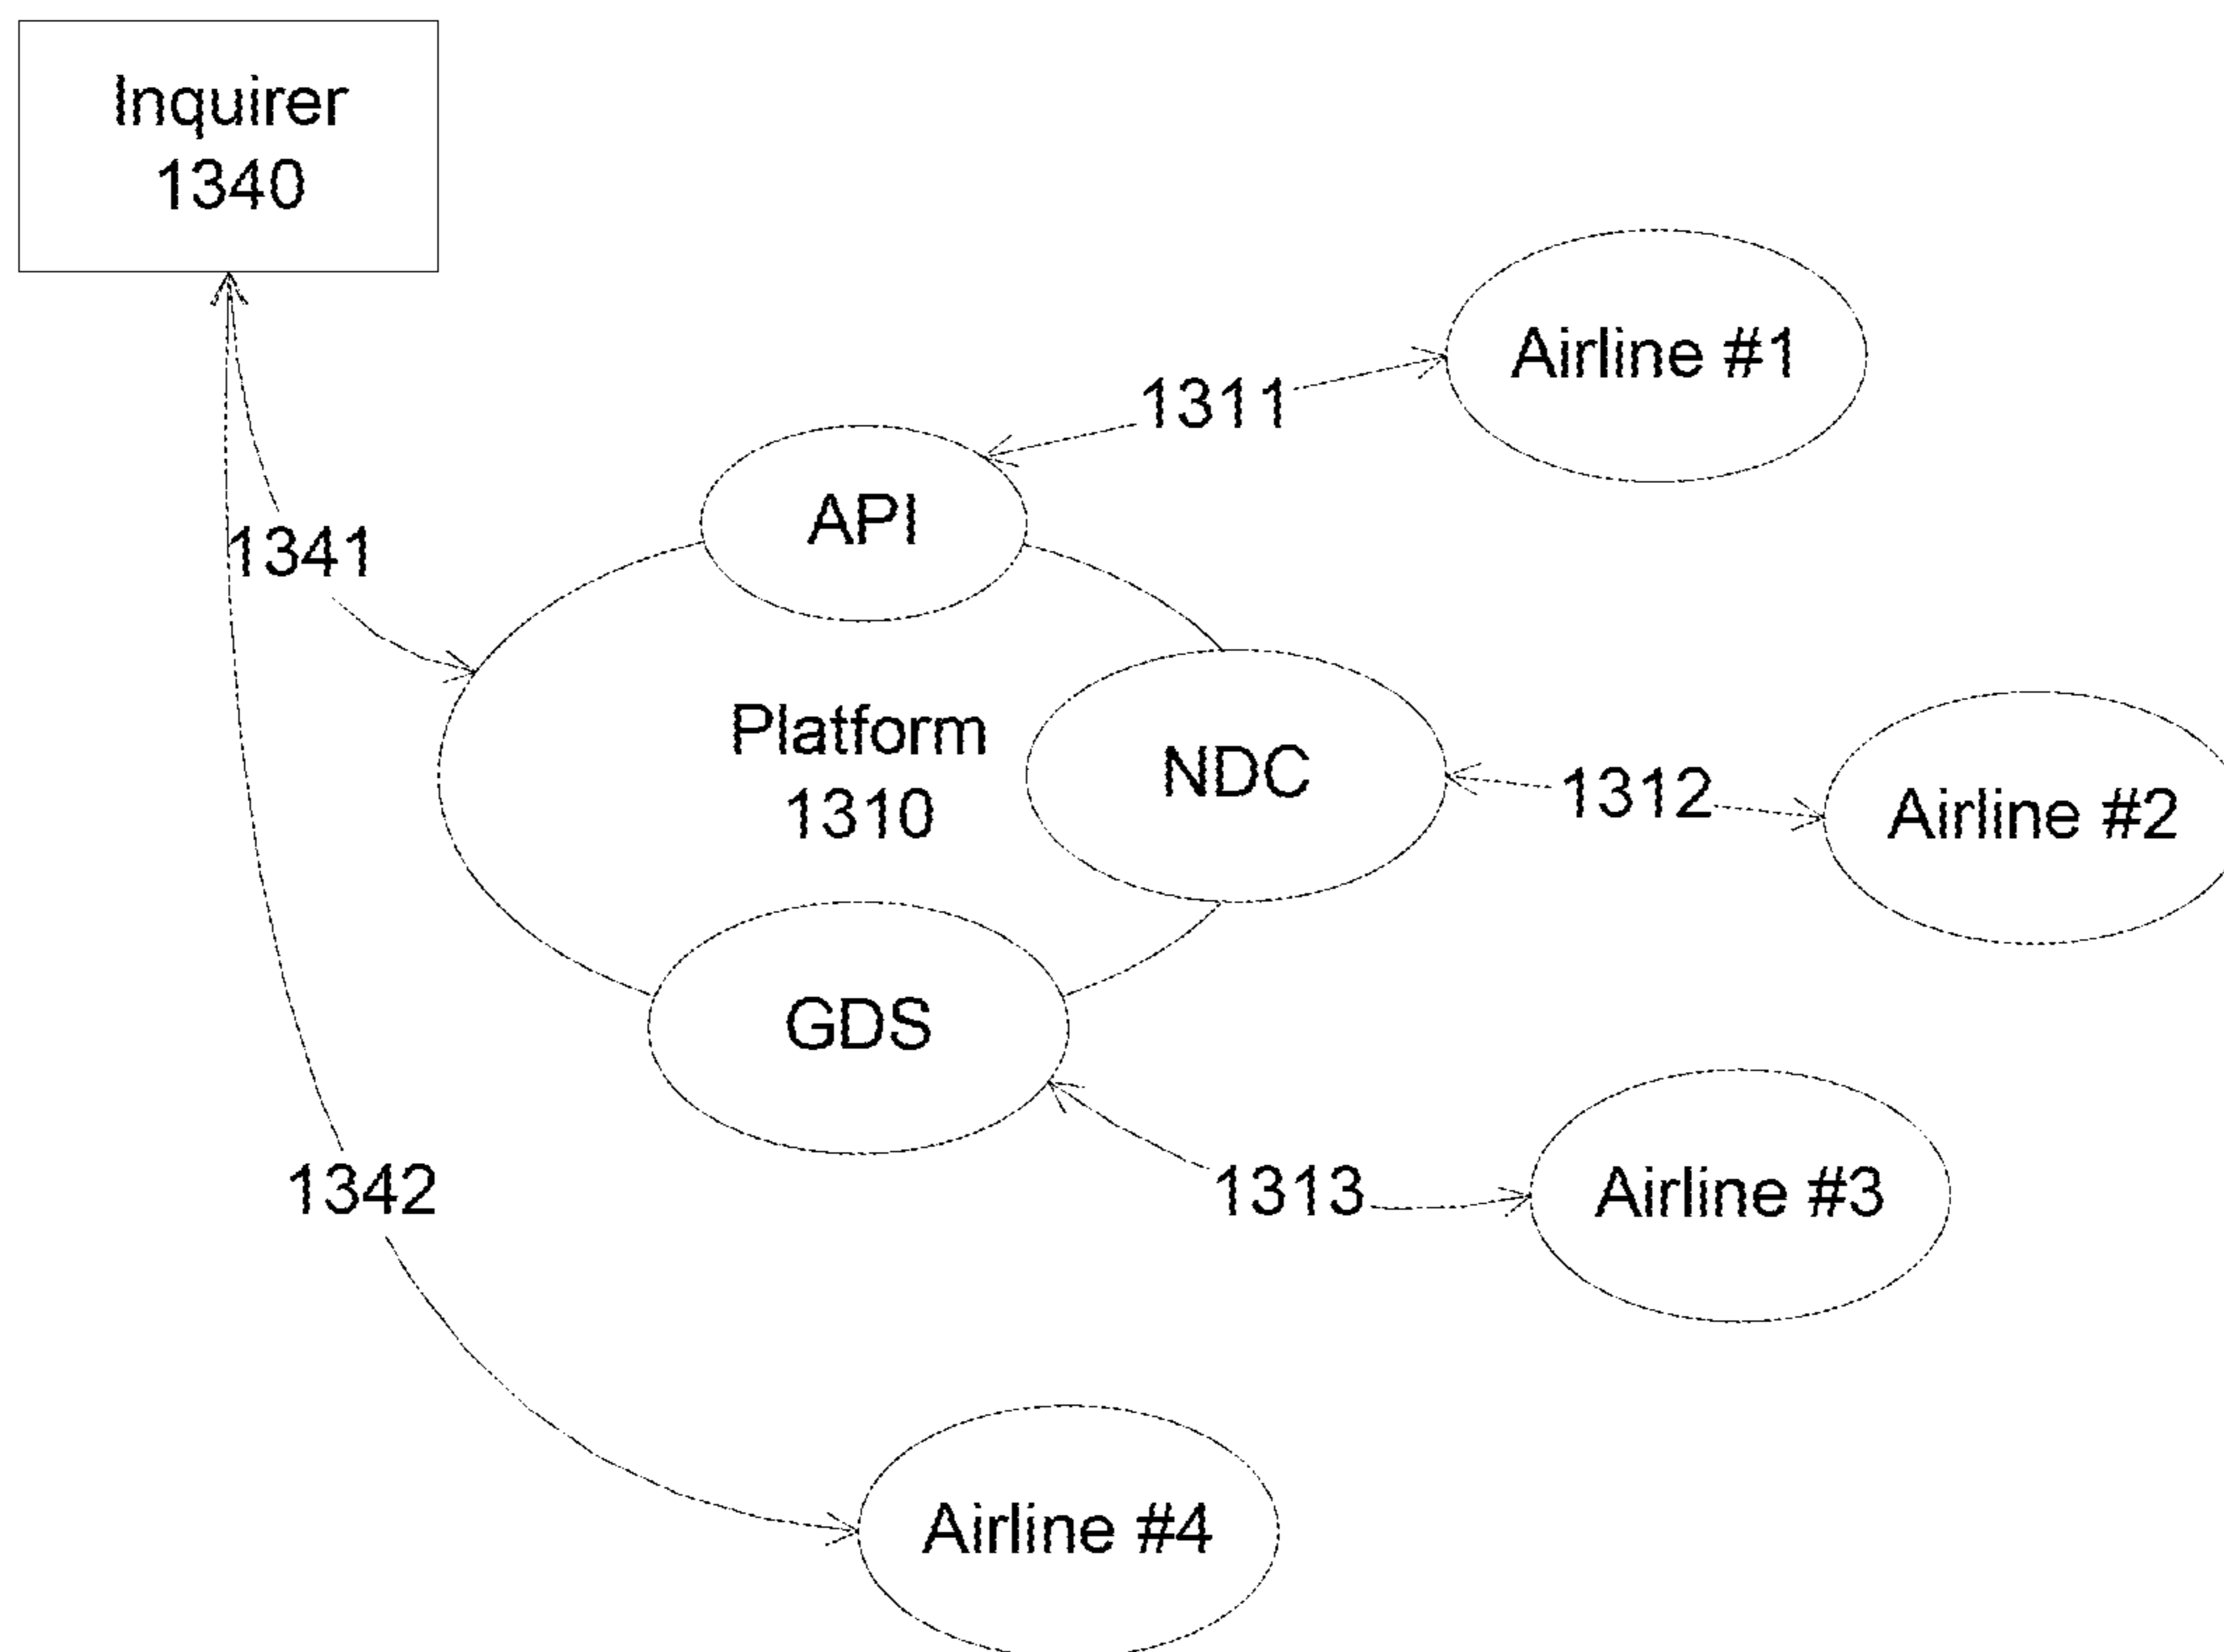 Inquirer
1340
Airline #1
1311
API
1341
Platform
1310
NDC
1312
Airline #2
GDS
1342
1313
Airline #3
Airline #4